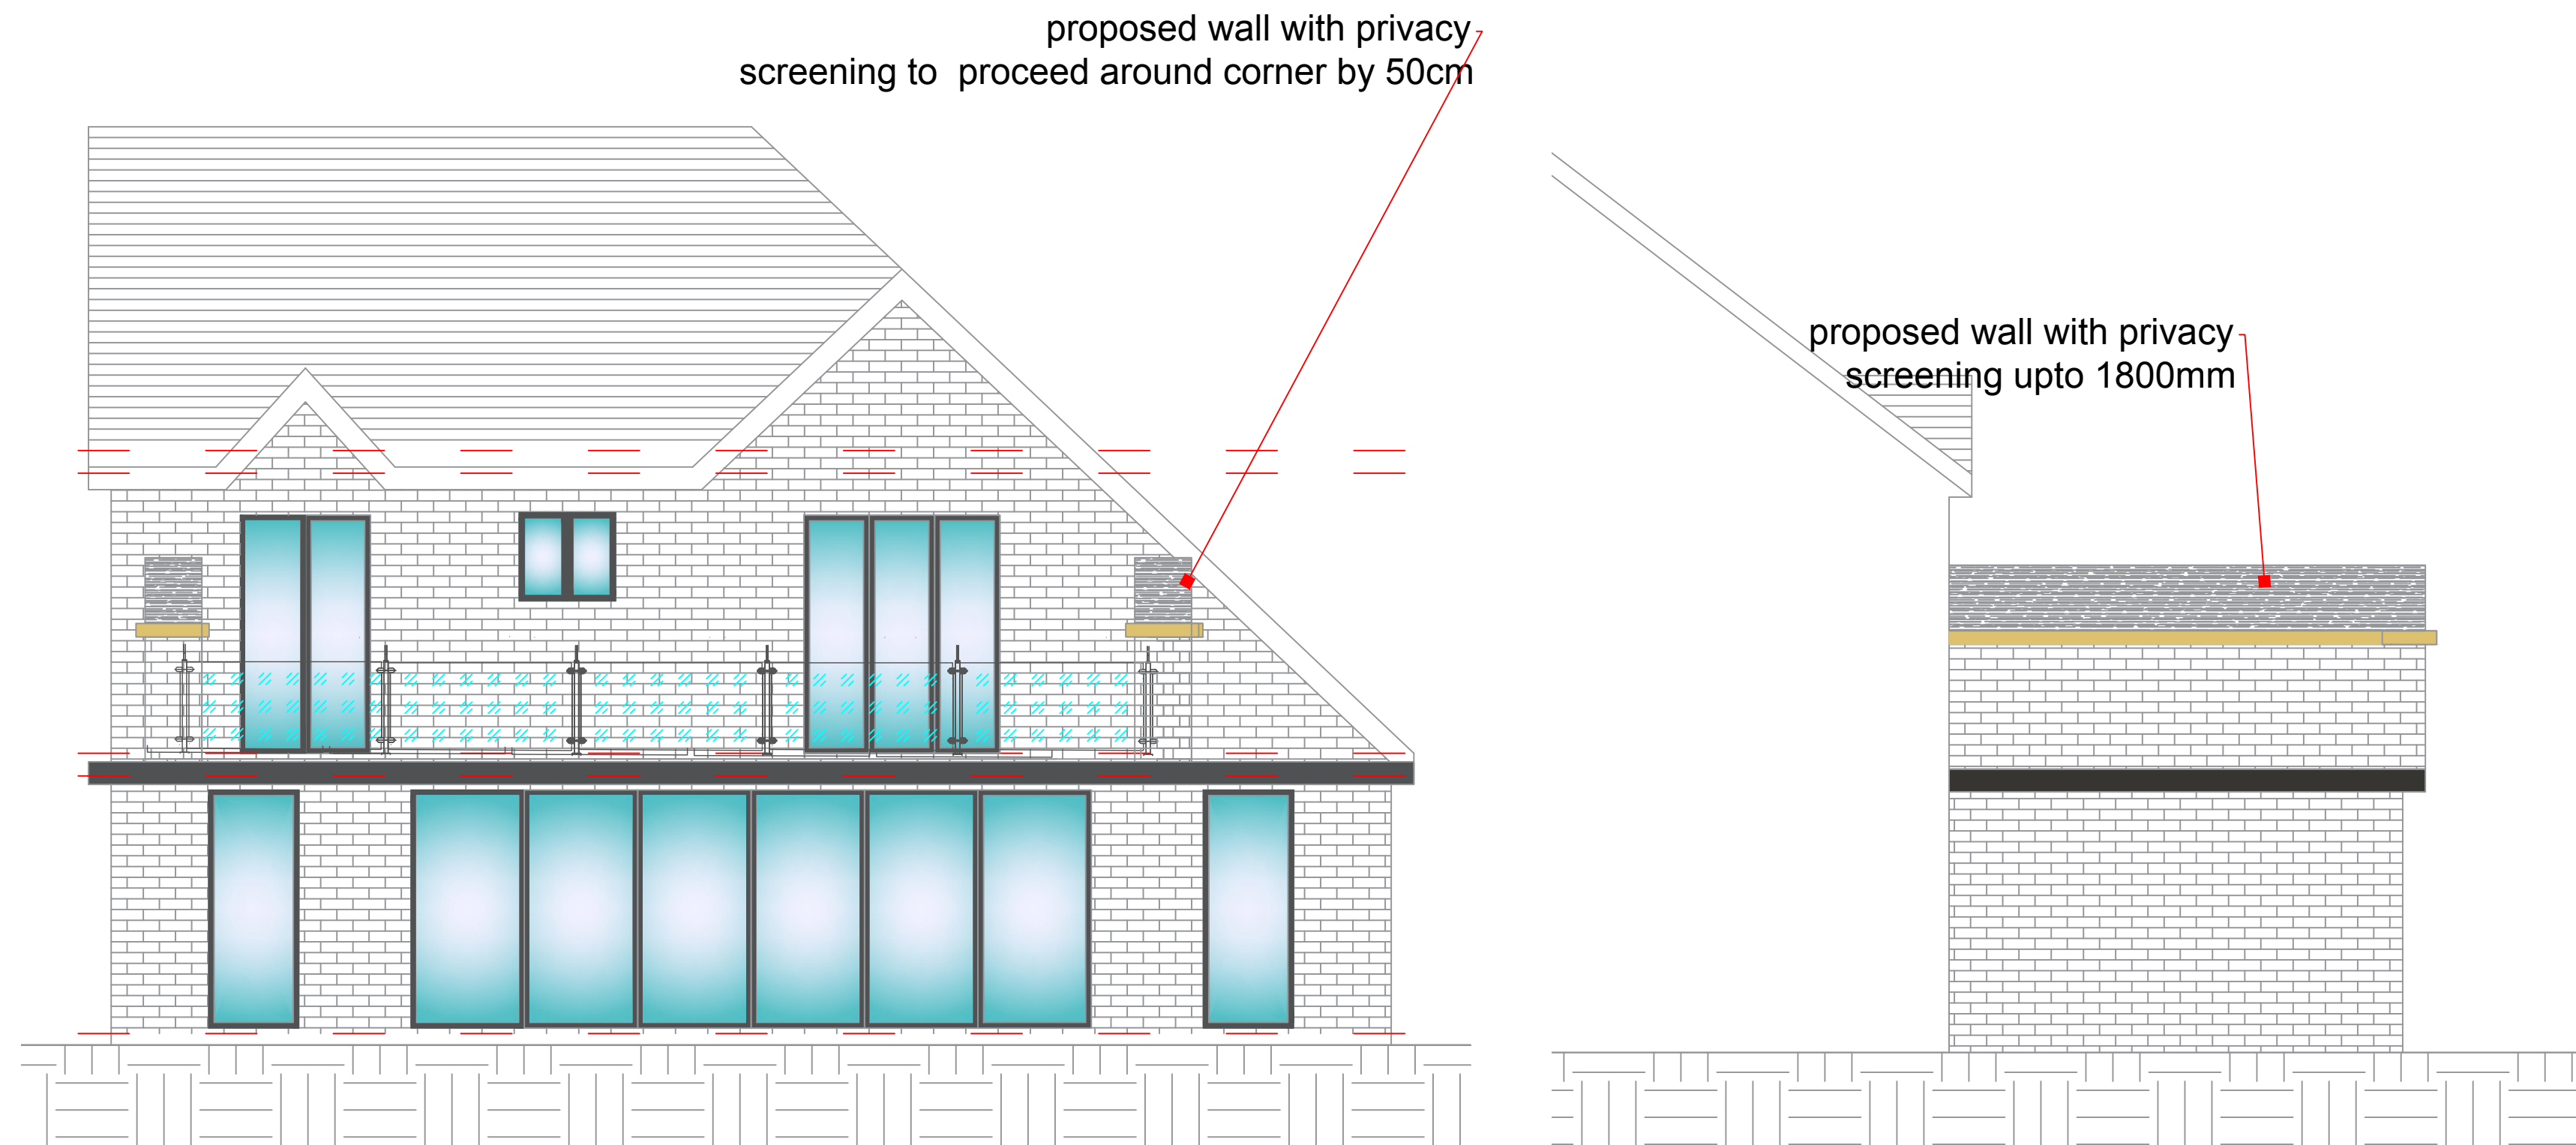 proposed wall with privacy
screening to  proceed around corner by 50cm
proposed wall with privacy
screening upto 1800mm